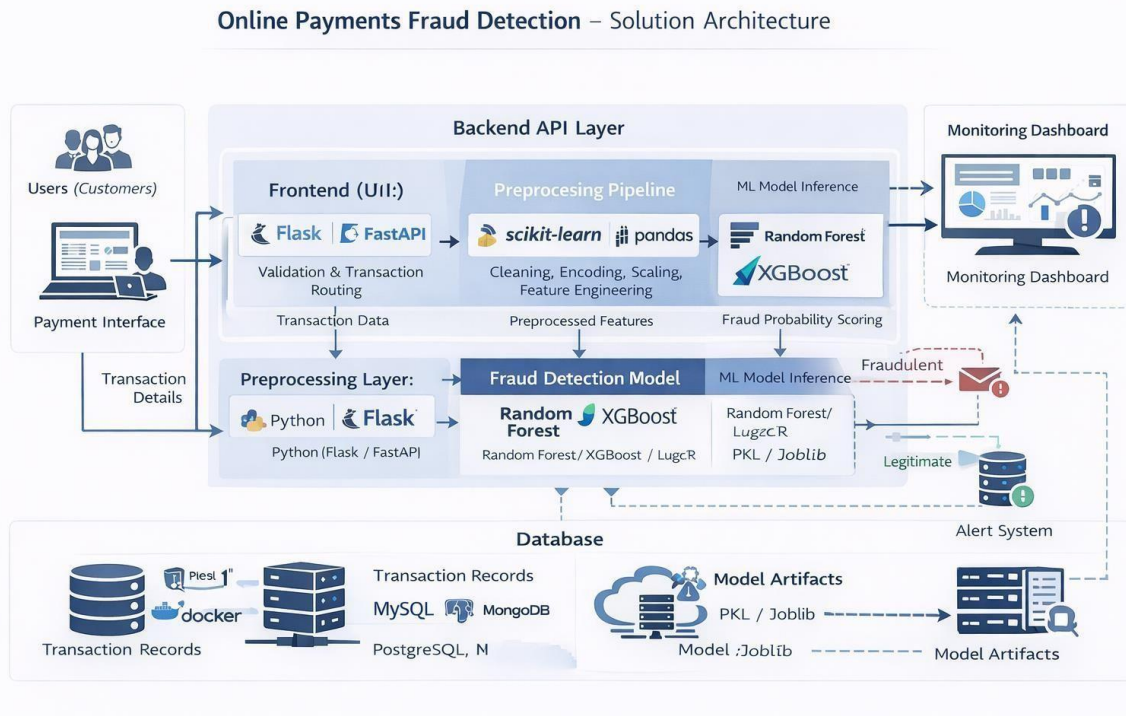 Online Payments Fraud Detection – Solution Architecture
Users (Customers)
Payment Interface
Transaction
Details
Backend API Layer
Frontend (UıI:)
Flask
FastAPI
Validation & Transaction
Routing
Transaction Data
Preprocesing Pipeline
scikit-learn
pandas
Cleaning, Encoding, Scaling,
Feature Engineering
Preprocessed Features
ML Model Inference
Random Forest
XGBoost
Fraud Probability Scoring
Monitoring Dashboard
Monitoring Dashboard
Preprocessing Layer:
Python
Flask
Python (Flask / FastAPI
Fraud Detection Model
Random
Forest
XGBoost
Random Forest/ XGBoost / LugcR
ML Model Inference
Random Forest/
LugzcR
PKL / Joblib
Fraudulent
Legitimate
Alert System
Database
docker
Transaction Records
Transaction Records
MySQL
MongoDB
PostgreSQL, N
Model Artifacts
PKL / Joblib
Model :Joblib
Model Artifacts